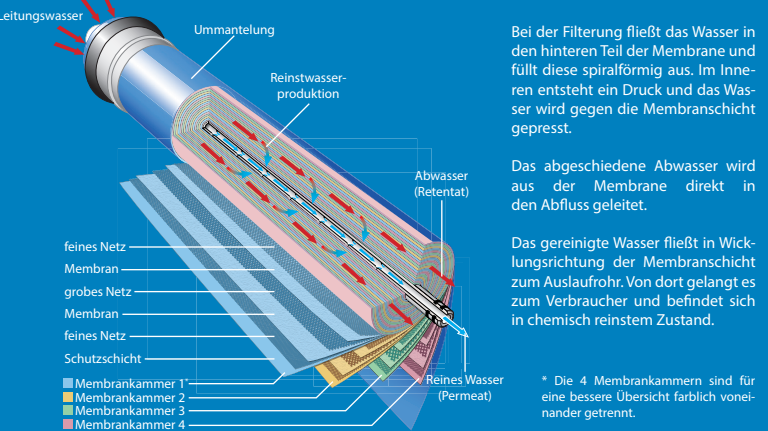 Leitungswasser
Ummantelung
Reinstwasser-
produktion
Abwasser
(Retentat)
feines Netz
Membran
grobes Netz
Membran
feines Netz
Schutzschicht
Membrankammer 1*
Membrankammer 2
Membrankammer 3
Membrankammer 4
Reines Wasser
(Permeat)
Bei der Filterung fließt das Wasser in
den hinteren Teil der Membrane und
füllt diese spiralförmig aus. Im Inne-
ren entsteht ein Druck und das Was-
ser wird gegen die Membranschicht
gepresst.
Das abgeschiedene Abwasser wird
aus der Membrane direkt in
den Abfluss geleitet.
Das gereinigte Wasser fließt in Wick-
lungsrichtung der Membranschicht
zum Auslaufrohr. Von dort gelangt es
zum Verbraucher und befindet sich
in chemisch reinstem Zustand.
* Die 4 Membrankammern sind für
eine bessere Übersicht farblich vonei-
nander getrennt.